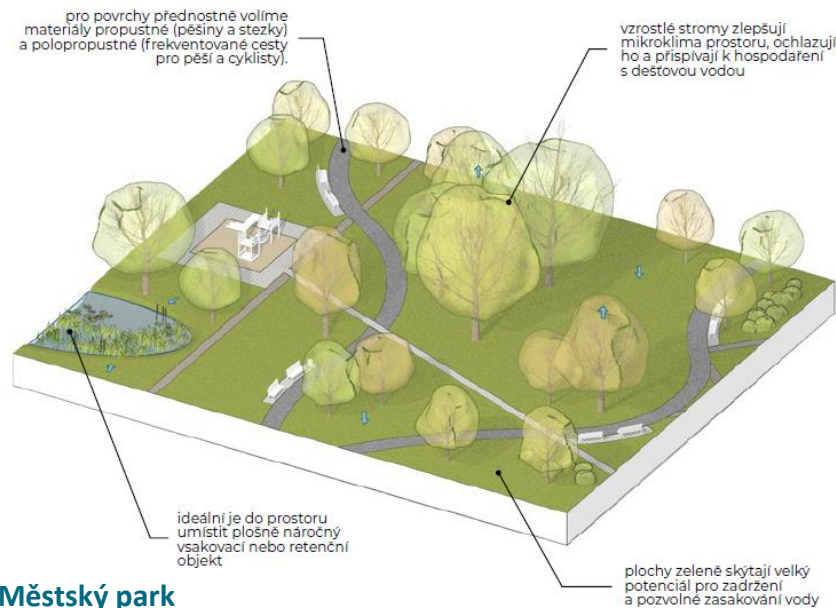 pro povrchy přednostně volíme
materiály propustné (pěšiny a stezky)
a polopropustné (frekventované cesty
pro pěší a cyklisty).
vzrostlé stromy zlepšují
mikroklima prostoru, ochlazují
ho a přispívají k hospodaření
s dešťovou vodou
ideální je do prostoru
umístit plošně náročný
vsakovací nebo retenční
objekt
plochy zeleně skýtají velký
potenciál pro zadržení
a pozvolné zasakování vody
Městský park